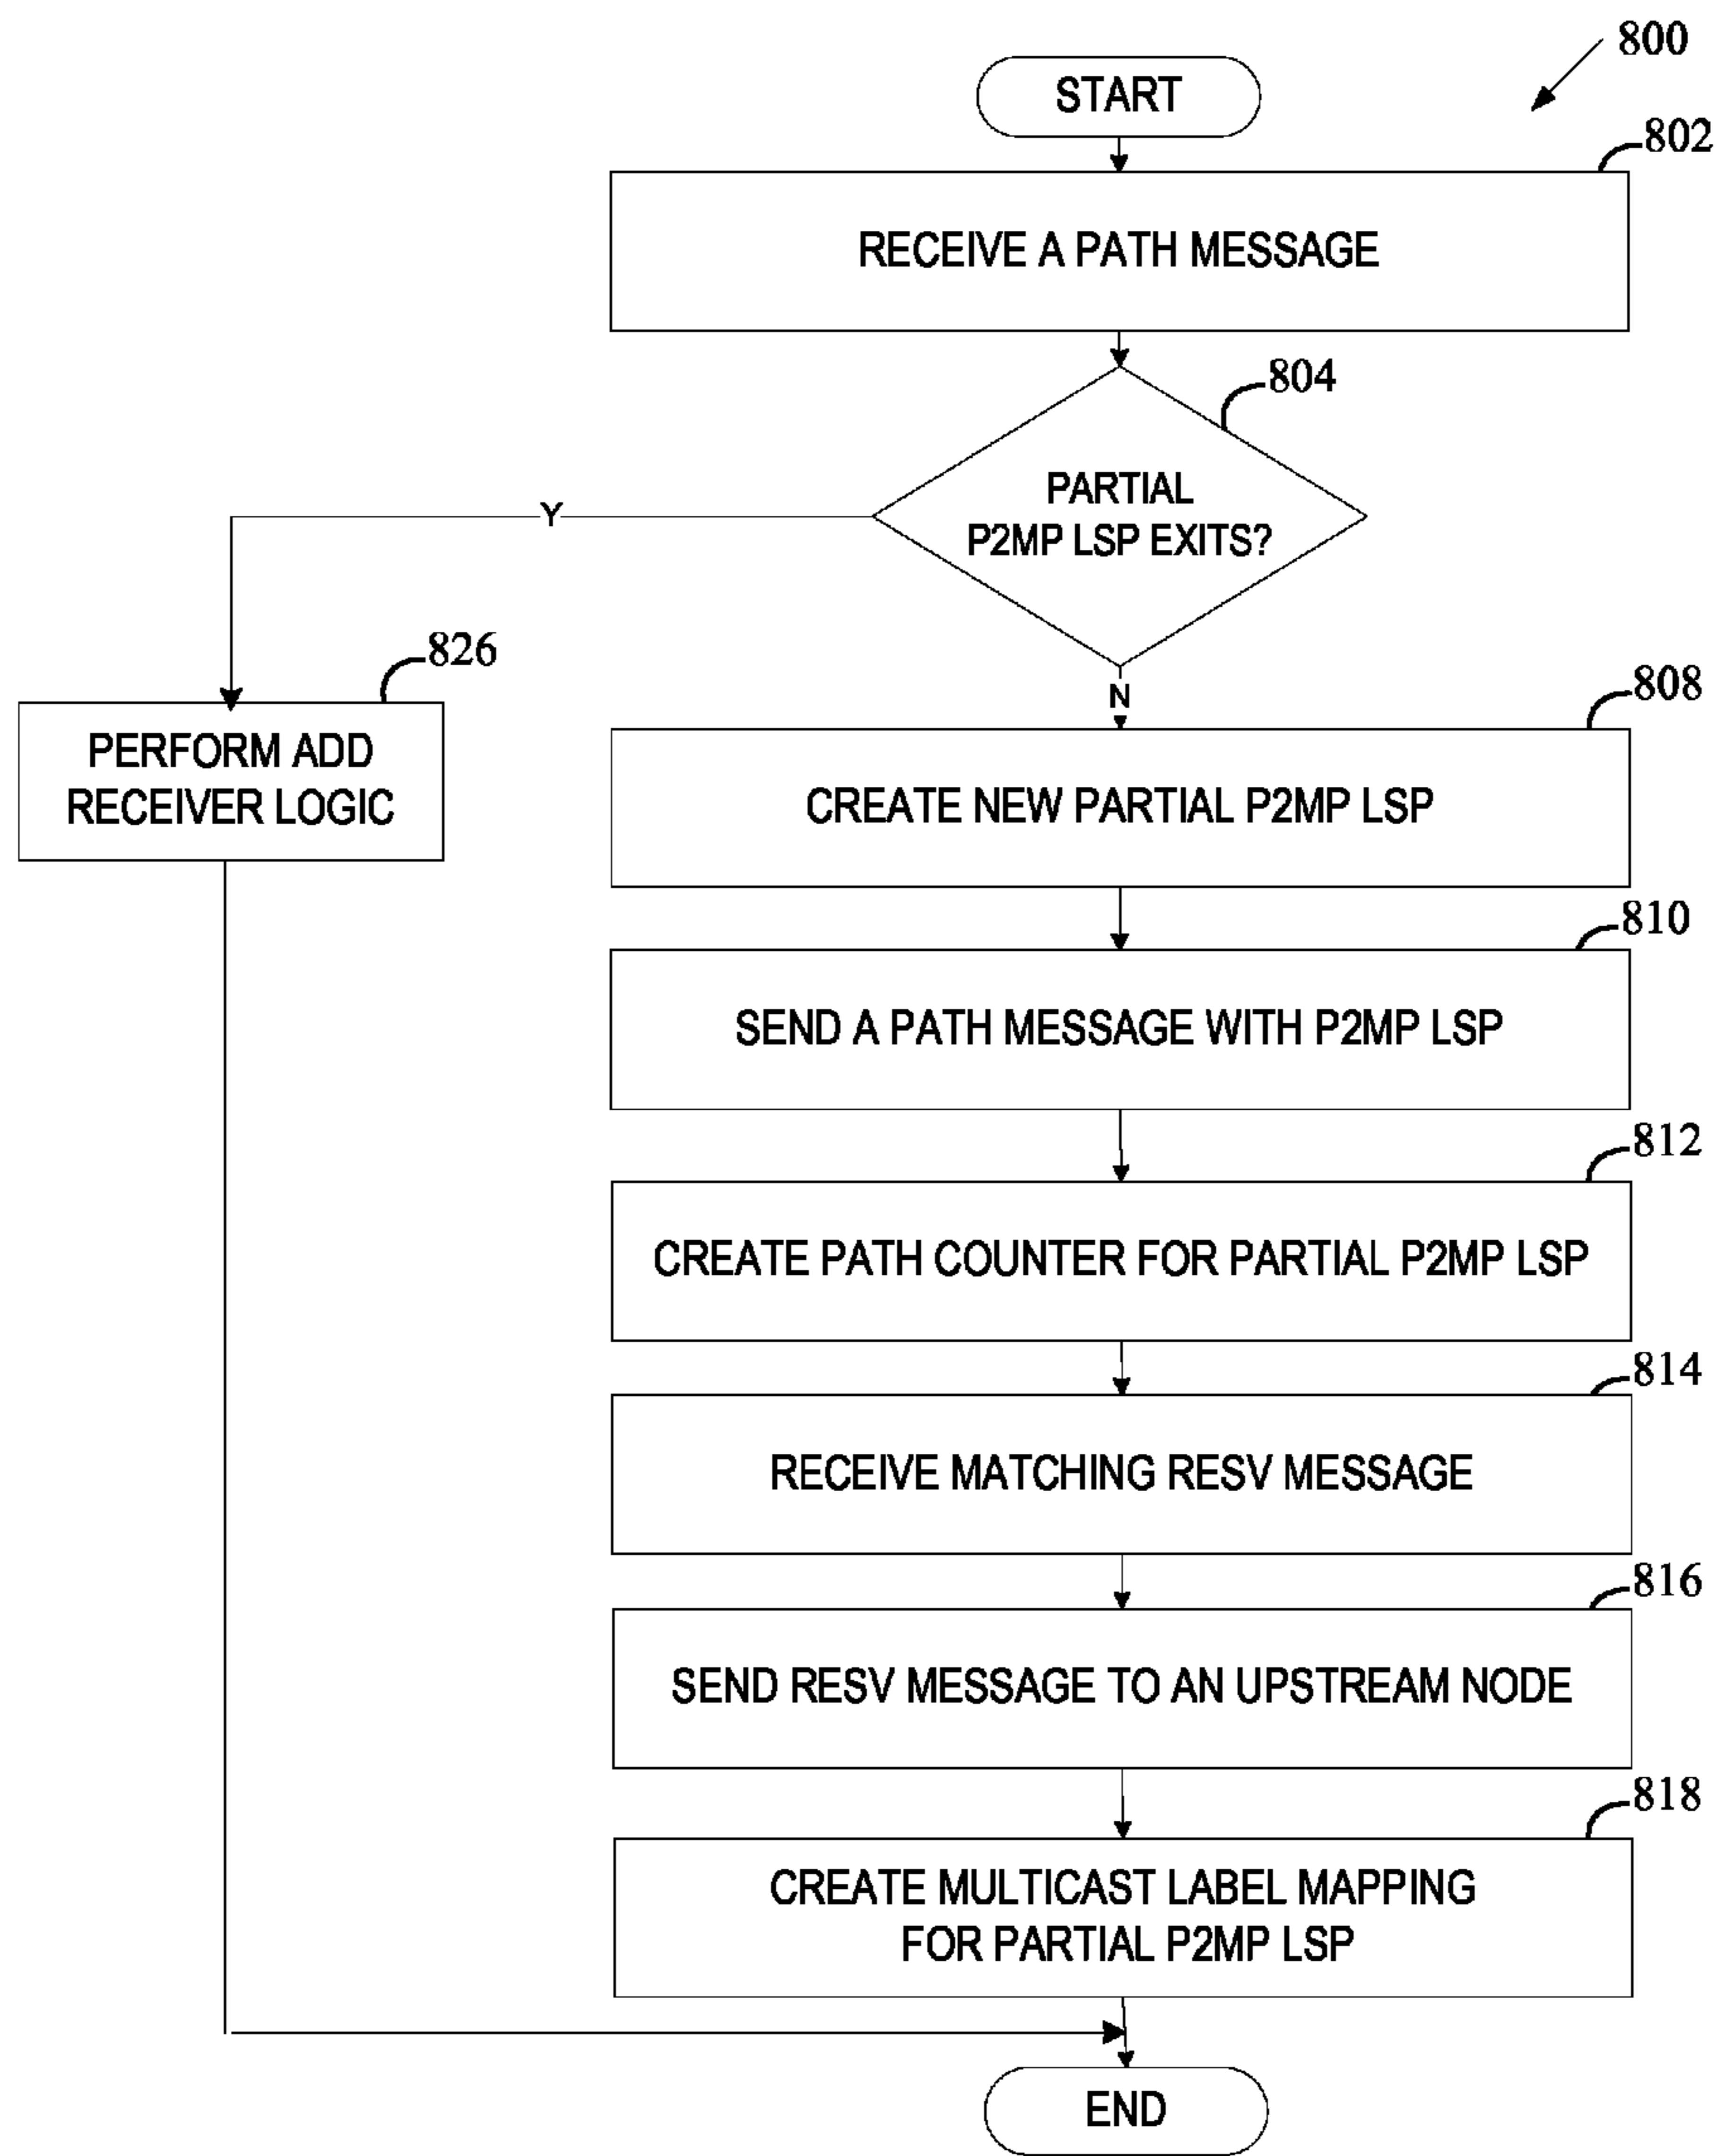 800
START
802
RECEIVE A PATH MESSAGE
804
PARTIAL
P2MP LSP EXITS?
Y
N
826
PERFORM ADD
RECEIVER LOGIC
808
CREATE NEW PARTIAL P2MP LSP
810
SEND A PATH MESSAGE WITH P2MP LSP
812
CREATE PATH COUNTER FOR PARTIAL P2MP LSP
814
RECEIVE MATCHING RESV MESSAGE
816
SEND RESV MESSAGE TO AN UPSTREAM NODE
818
CREATE MULTICAST LABEL MAPPING
FOR PARTIAL P2MP LSP
END